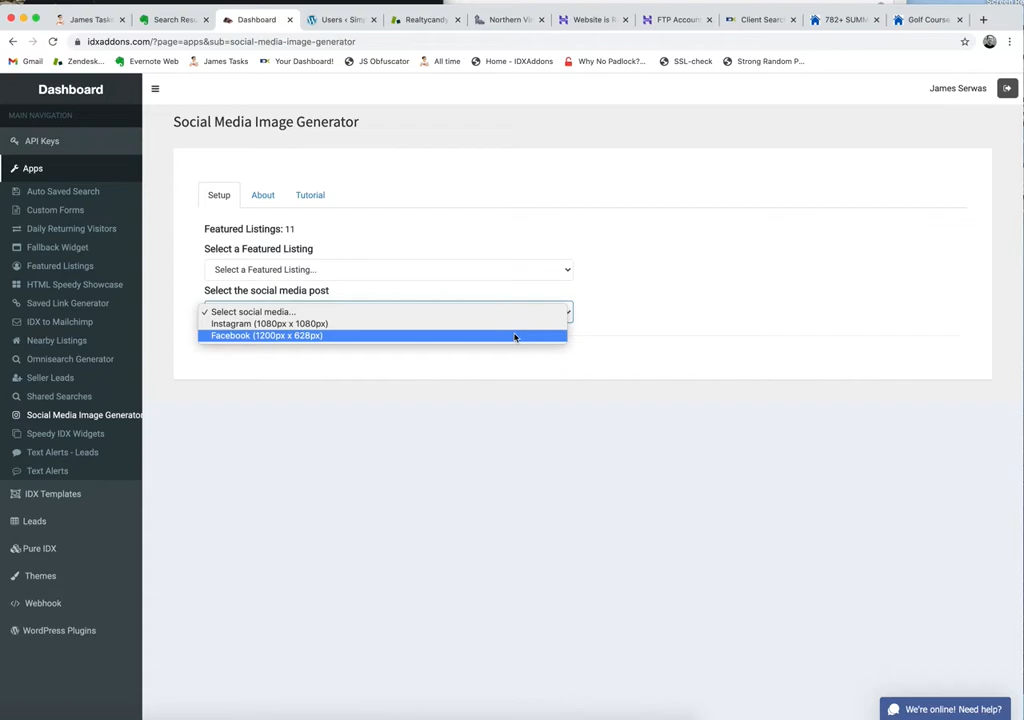 James Tasks
Search Resu
Dashboard
Users ‹ Simp
Realtycandy
Northern Vi
Website is R
FTP Accoun
Client Search
782+ SUMM
Golf Course
idxaddons.com/?page=apps&sub=social-media-image-generator
Gmail
Zendesk...
Evernote Web
James Tasks
Your Dashboard!
JS Obfuscator
All time
Home - IDXAddons
Why No Padlock?...
SSL-check
Strong Random P...
Dashboard
James Serwas
MAIN NAVIGATION
API Keys
Apps
Auto Saved Search
Custom Forms
Daily Returning Visitors
Fallback Widget
Featured Listings
HTML Speedy Showcase
Saved Link Generator
IDX to Mailchimp
Nearby Listings
Omnisearch Generator
Seller Leads
Shared Searches
Social Media Image Generator
Speedy IDX Widgets
Text Alerts - Leads
Text Alerts
IDX Templates
Leads
Pure IDX
Themes
Webhook
WordPress Plugins
Social Media Image Generator
Setup
About
Tutorial
Featured Listings: 11
Select a Featured Listing
Select a Featured Listing...
Select the social media post
✓ Select social media...
Instagram (1080px x 1080px)
Facebook (1200px x 628px)
We're online! Need help?